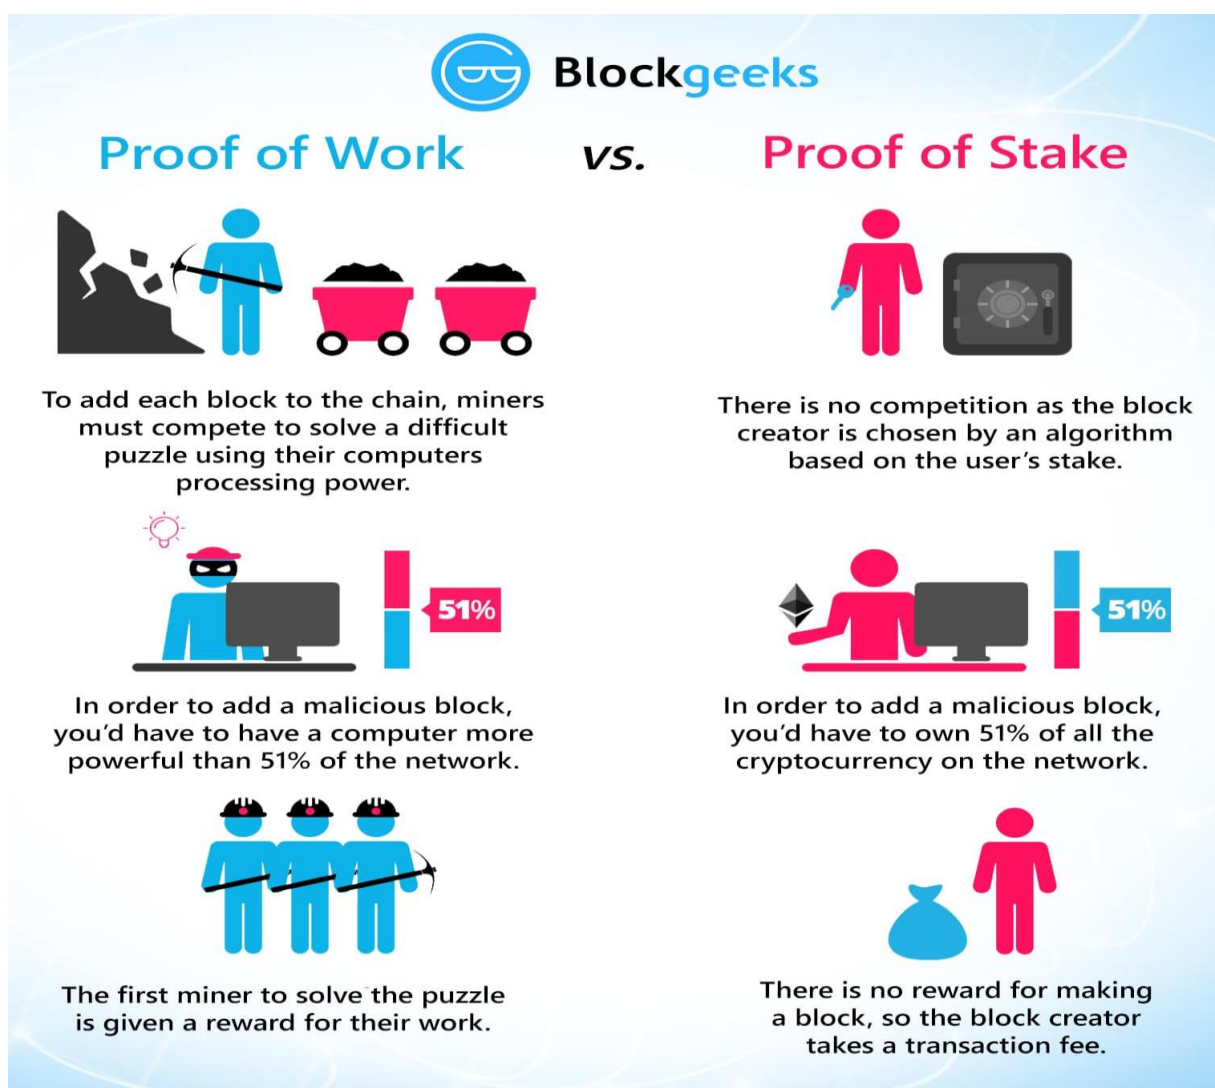 Blockgeeks
Proof of Work
vs.
Proof of Stake
To add each block to the chain, miners
must compete to solve a difficult
puzzle using their computers
processing power.
There is no competition as the block
creator is chosen by an algorithm
based on the user's stake.
51%
51%
In order to add a malicious block,
you'd have to have a computer more
powerful than 51% of the network.
In order to add a malicious block,
you'd have to own 51% of all the
cryptocurrency on the network.
The first miner to solve the puzzle
is given a reward for their work.
There is no reward for making
a block, so the block creator
takes a transaction fee.